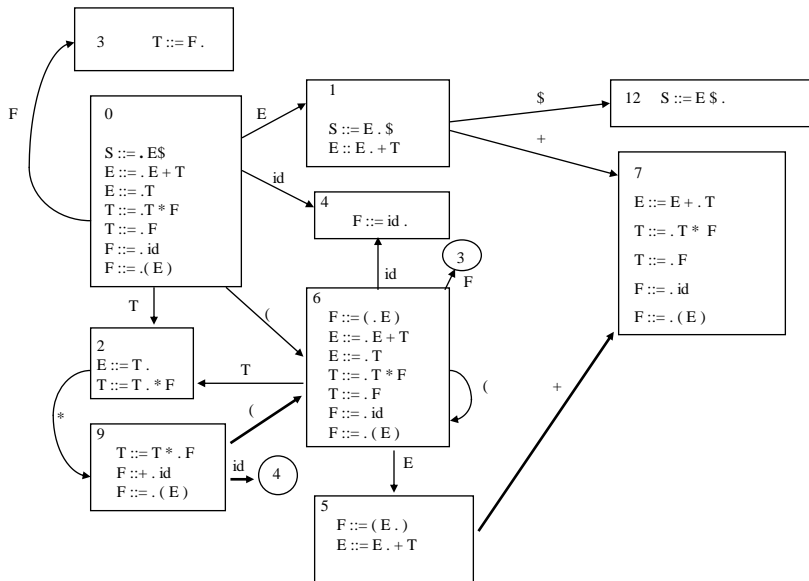 3 T ::= F .
F
0
S ::= . E$
E ::= . E + T
E ::= .T
T ::= .T * F
T ::= . F
F ::= . id
F ::= .( E )
E
id
1
S ::= E . $
E :: E . + T
$
+
12 S ::= E $ .
7
E ::= E + . T
T ::= . T * F
T ::= . F
F ::= . id
F ::= . ( E )
4
F ::= id .
id
3
F
T
(
6
F ::= ( . E )
E ::= . E + T
E ::= . T
T ::= . T * F
T ::= . F
F ::= . id
F ::= . ( E )
(
2
E ::= T .
T ::= T . * F
T
*
9
T ::= T * . F
F ::+ . id
F ::= . ( E )
(
id
4
E
5
F ::= ( E . )
E ::= E . + T
+